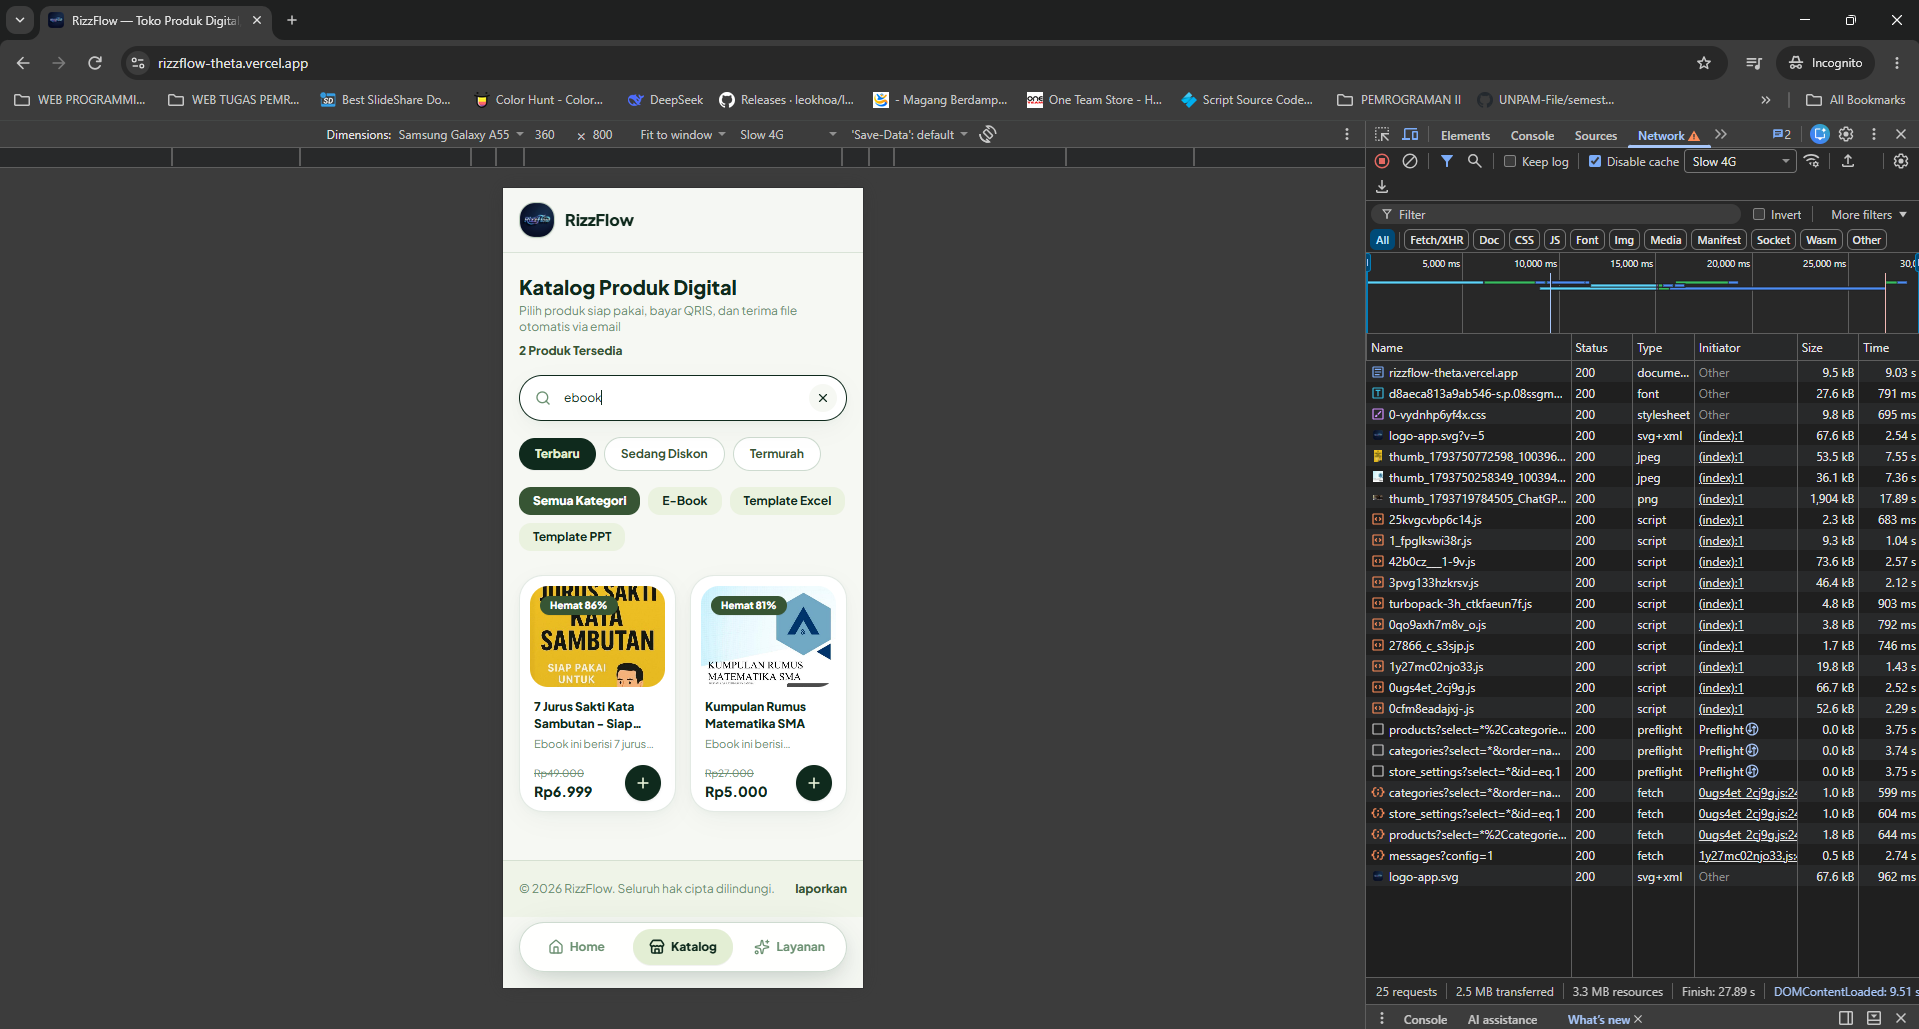 RizzFlow — Toko Produk Digita
rizzflow-theta.vercel.app
Incognito
WEB PROGRAMMI...
WEB TUGAS PEMR...
Best SlideShare Do...
Color Hunt - Color...
DeepSeek
Releases · leokhoa/l...
- Magang Berdamp...
One Team Store - H...
Script Source Code...
PEMROGRAMAN II
UNPAM-File/semest...
All Bookmarks
Dimensions: Samsung Galaxy A55 360 × 800 Fit to window Slow 4G 'Save-Data': default
RizzFlow
Katalog Produk Digital
Pilih produk siap pakai, bayar QRIS, dan terima file
otomatis via email
2 Produk Tersedia
ebook
Terbaru Sedang Diskon Termurah
Semua Kategori E-Book Template Excel
Template PPT
Hemat 86%
JURUS SAKTI
KATA
SAMBUTAN
SIAP PAKAI
UNTUK
7 Jurus Sakti Kata
Sambutan – Siap...
Ebook ini berisi 7 jurus...
Rp49.000
Rp6.999
Hemat 81%
KUMPULAN RUMUS
MATEMATIKA SMA
Kumpulan Rumus
Matematika SMA
Ebook ini berisi...
Rp27.000
Rp5.000
© 2026 RizzFlow. Seluruh hak cipta dilindungi. laporkan
Home Katalog Layanan
Elements Console Sources Network 2
Keep log Disable cache Slow 4G
Filter Invert More filters
All Fetch/XHR Doc CSS JS Font Img Media Manifest Socket Wasm Other
5,000 ms 10,000 ms 15,000 ms 20,000 ms 25,000 ms 30,0
Name Status Type Initiator Size Time
rizzflow-theta.vercel.app 200 docume... Other 9.5 kB 9.03 s
d8aeca813a9ab546-s.p.08ssgm... 200 font Other 27.6 kB 791 ms
0-vydnhp6yf4x.css 200 stylesheet Other 9.8 kB 695 ms
logo-app.svg?v=5 200 svg+xml (index):1 67.6 kB 2.54 s
thumb_1793750772598_100396... 200 jpeg (index):1 53.5 kB 7.55 s
thumb_1793750258349_100394... 200 jpeg (index):1 36.1 kB 7.36 s
thumb_1793719784505_ChatGP... 200 png (index):1 1,904 kB 17.89 s
25kvgcvbp6c14.js 200 script (index):1 2.3 kB 683 ms
1_fpglkswi38r.js 200 script (index):1 9.3 kB 1.04 s
42b0cz___1-9v.js 200 script (index):1 73.6 kB 2.57 s
3pvg133hzkrsv.js 200 script (index):1 46.4 kB 2.12 s
turbopack-3h_ctkfaeun7f.js 200 script (index):1 4.8 kB 903 ms
0qo9axh7m8v_o.js 200 script (index):1 3.8 kB 792 ms
27866_c_s3sjp.js 200 script (index):1 1.7 kB 746 ms
1y27mc02njo33.js 200 script (index):1 19.8 kB 1.43 s
0ugs4et_2cj9g.js 200 script (index):1 66.7 kB 2.52 s
0cfm8eadajxj-.js 200 script (index):1 52.6 kB 2.29 s
products?select=*%2Ccategorie... 200 preflight Preflight 0.0 kB 3.75 s
categories?select=*&order=na... 200 preflight Preflight 0.0 kB 3.74 s
store_settings?select=*&id=eq.1 200 preflight Preflight 0.0 kB 3.75 s
categories?select=*&order=na... 200 fetch 0ugs4et_2cj9g.js:24 1.0 kB 599 ms
store_settings?select=*&id=eq.1 200 fetch 0ugs4et_2cj9g.js:24 1.0 kB 604 ms
products?select=*%2Ccategorie... 200 fetch 0ugs4et_2cj9g.js:24 1.8 kB 644 ms
messages?config=1 200 fetch 1y27mc02njo33.js: 0.5 kB 2.74 s
logo-app.svg 200 svg+xml Other 67.6 kB 962 ms
25 requests 2.5 MB transferred 3.3 MB resources Finish: 27.89 s DOMContentLoaded: 9.51 s
Console AI assistance What's new